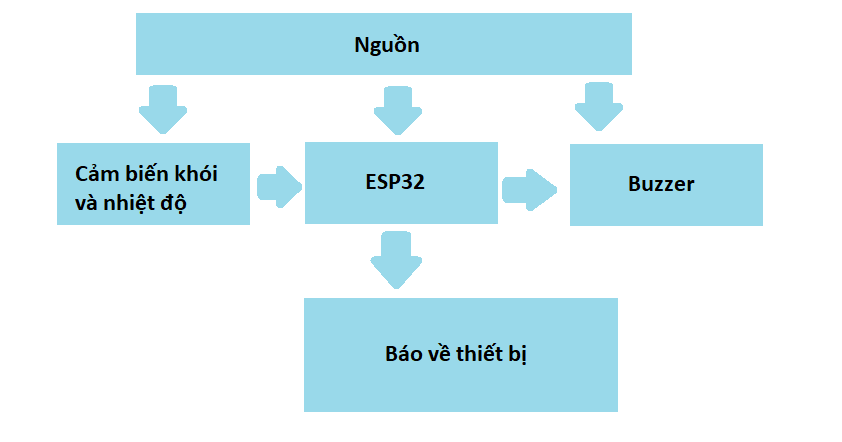 Nguồn
Cảm biến khói
và nhiệt độ
ESP32
Buzzer
Báo về thiết bị